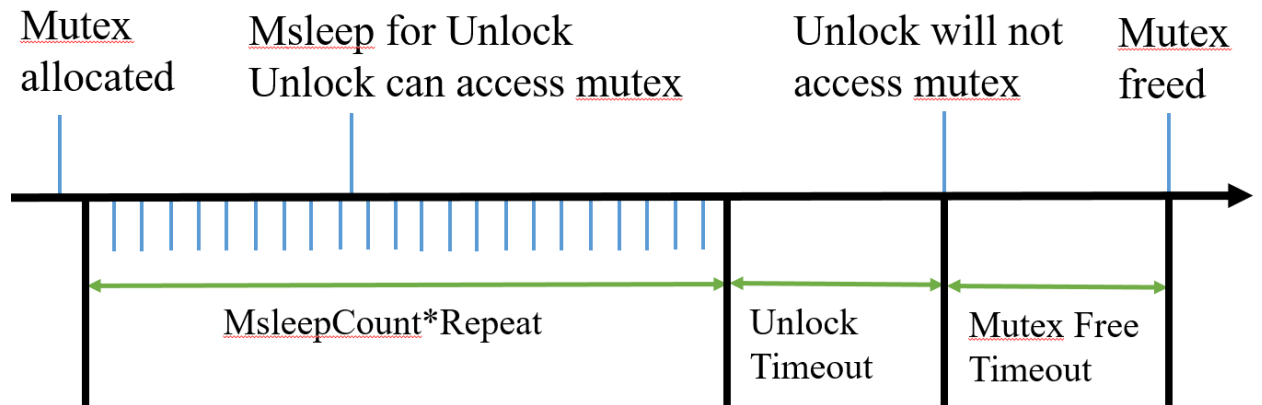 Mutex
allocated
Msleep for Unlock
Unlock can access mutex
Unlock will not
access mutex
Mutex
freed
MsleepCount*Repeat
Unlock
Timeout
Mutex Free
Timeout